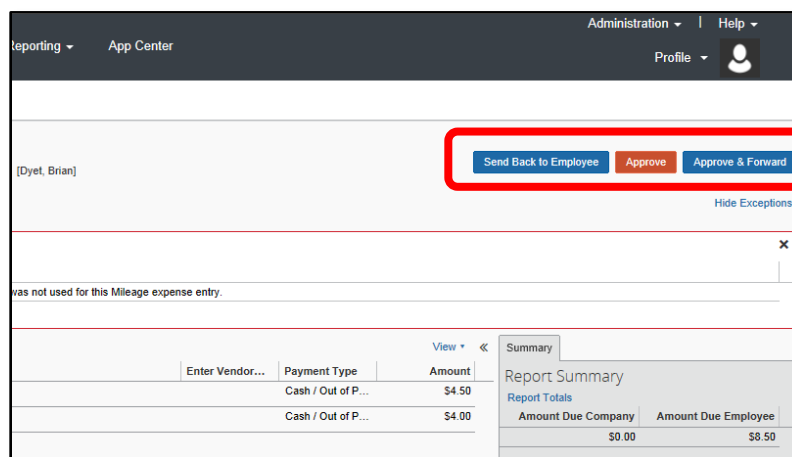 Administration | Help
Reporting App Center
Profile
[Dyet, Brian]
Send Back to Employee Approve Approve & Forward
Hide Exceptions
was not used for this Mileage expense entry.
View « Summary
Enter Vendor... Payment Type Amount
Report Summary
Cash / Out of P... $4.50
Report Totals
Cash / Out of P... $4.00
Amount Due Company Amount Due Employee
$0.00 $8.50